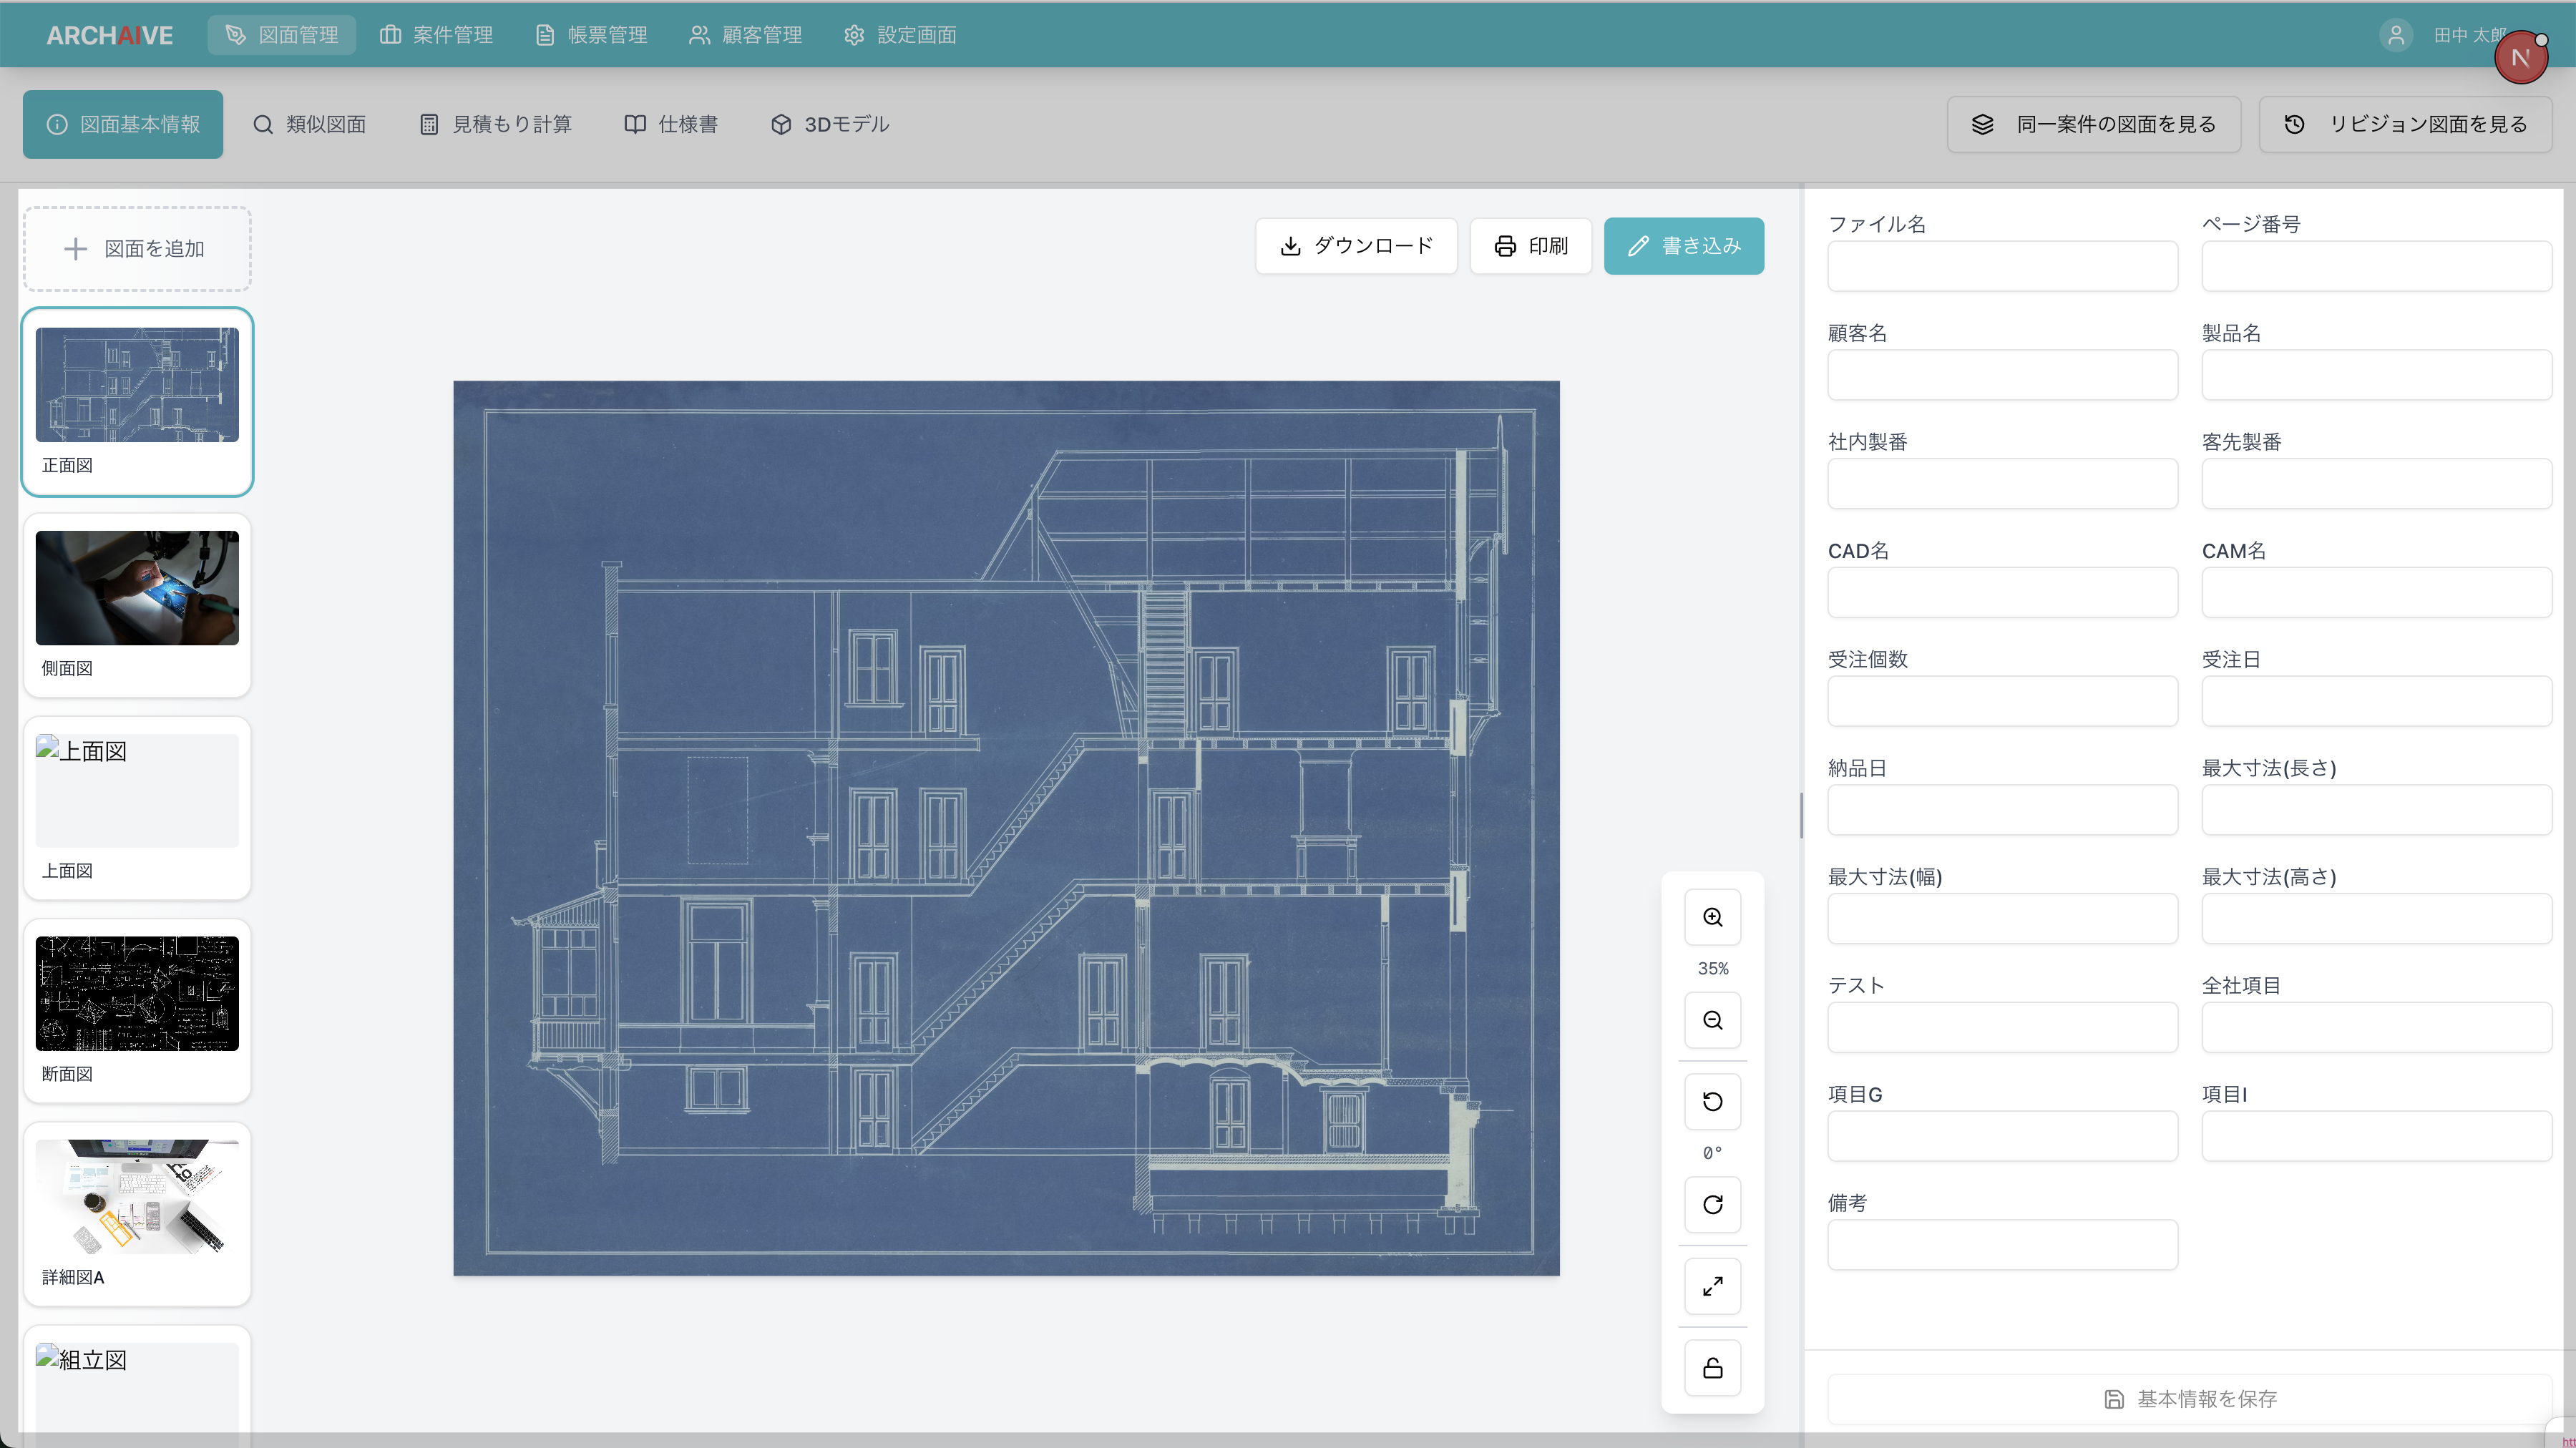 ARCHAIVE 図面管理 案件管理 帳票管理 顧客管理 設定画面 田中 太郎
N
図面基本情報 類似図面 見積もり計算 仕様書 3Dモデル 同一案件の図面を見る リビジョン図面を見る
図面を追加
正面図
側面図
上面図
上面図
断面図
詳細図A
組立図
ダウンロード 印刷 書き込み
35%
0°
ファイル名 ページ番号
顧客名 製品名
社内製番 客先製番
CAD名 CAM名
受注個数 受注日
納品日 最大寸法(長さ)
最大寸法(幅) 最大寸法(高さ)
テスト 全社項目
項目G 項目I
備考
基本情報を保存